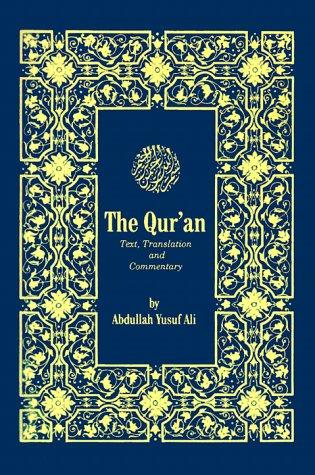 The Qur'an
Text, Translation
and
Commentary
by
Abdullah Yusuf Ali